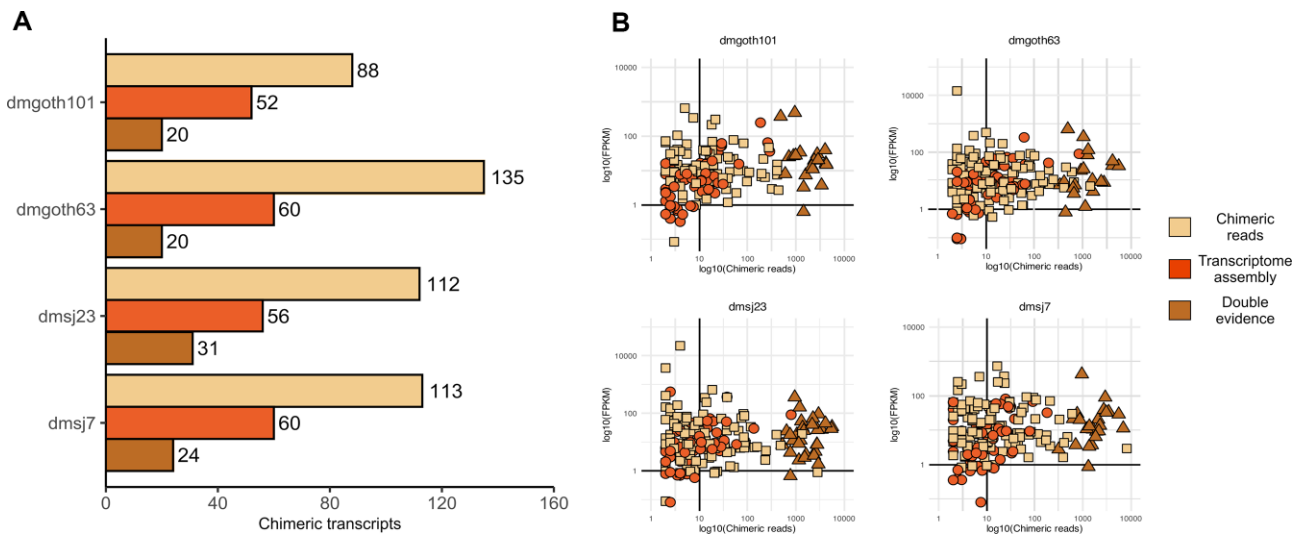 A
dmgoth101
88
52
20
dmgoth63
135
60
20
dmsj23
112
56
31
dmsj7
113
60
24
0 40 80 120 160
Chimeric transcripts
B
dmgoth101
10000
100
1
log10(FPKM)
1 10 100 1000 10000
log10(Chimeric reads)
dmgoth63
10000
100
1
log10(FPKM)
1 10 100 1000 10000
log10(Chimeric reads)
dmsj23
10000
100
1
log10(FPKM)
1 10 100 1000 10000
log10(Chimeric reads)
dmsj7
10000
100
1
log10(FPKM)
1 10 100 1000 10000
log10(Chimeric reads)
Chimeric
reads
Transcriptome
assembly
Double
evidence